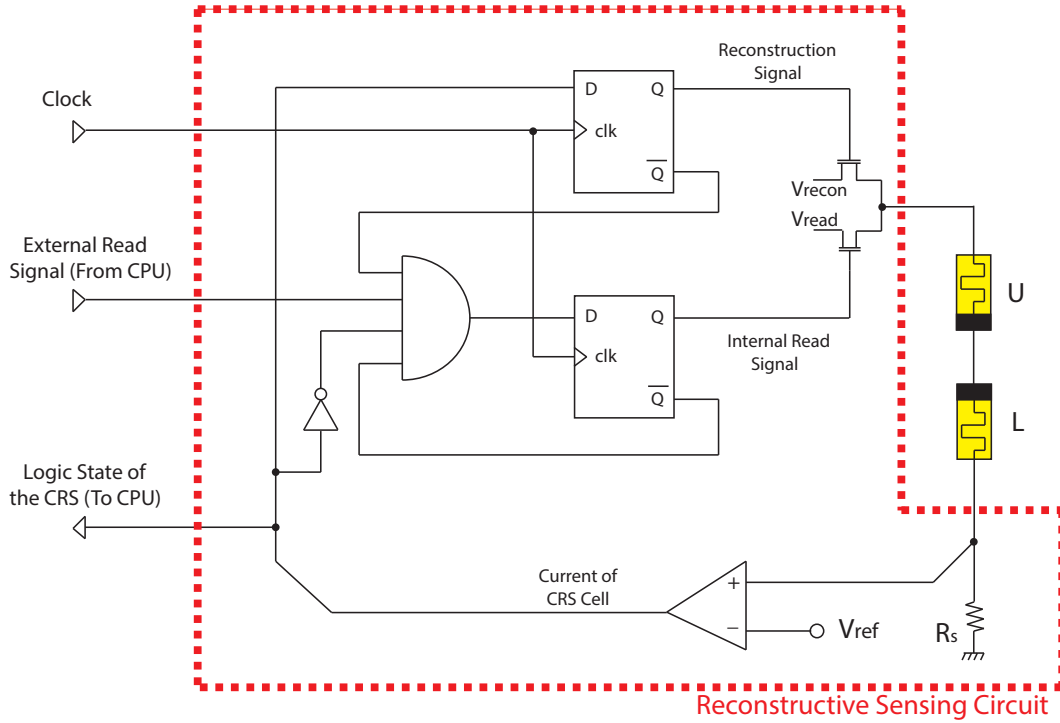 Reconstruction
Signal
Clock
D
Q
clk
Q
Vrecon
Vread
External Read
Signal (From CPU)
U
D
Q
Internal Read
Signal
clk
Q
L
Logic State of
the CRS (To CPU)
Current of
CRS Cell
+
−
Vref
Rs
Reconstructive Sensing Circuit